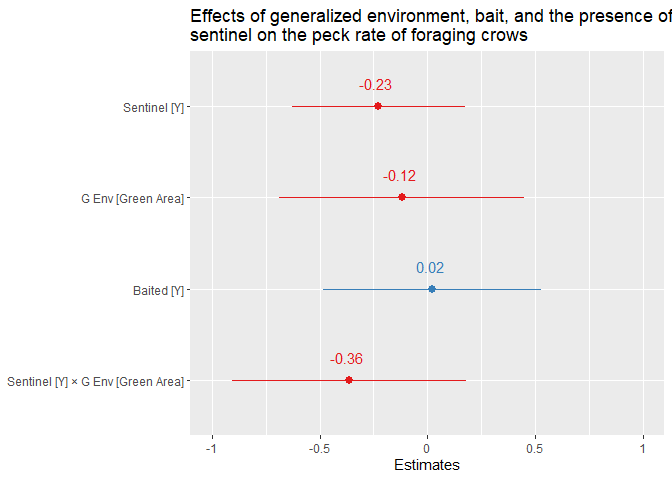 Effects of generalized environment, bait, and the presence of
sentinel on the peck rate of foraging crows
-0.23
Sentinel [Y]
-0.12
G Env [Green Area]
0.02
Baited [Y]
-0.36
Sentinel [Y] × G Env [Green Area]
-1 -0.5 0 0.5 1
Estimates